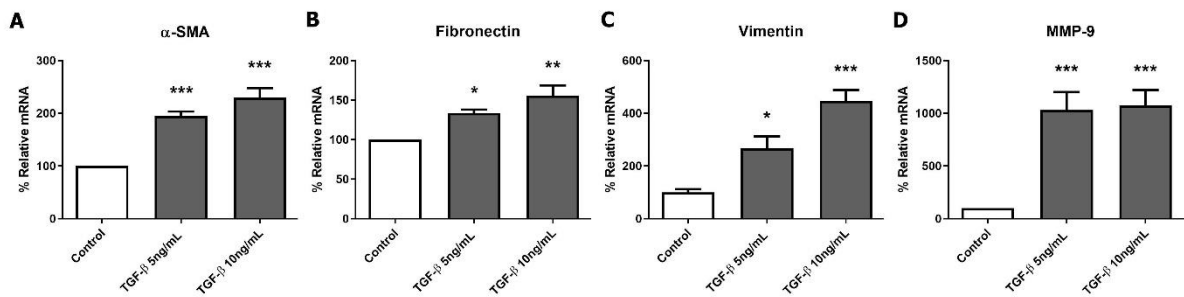 A
α-SMA
% Relative mRNA
300
200
100
0
***
***
Control
TGF-β 5ng/mL
TGF-β 10ng/mL
B
Fibronectin
% Relative mRNA
200
150
100
50
0
*
**
Control
TGF-β 5ng/mL
TGF-β 10ng/mL
C
Vimentin
% Relative mRNA
600
400
200
0
*
***
Control
TGF-β 5ng/mL
TGF-β 10ng/mL
D
MMP-9
% Relative mRNA
1500
1000
500
0
***
***
Control
TGF-β 5ng/mL
TGF-β 10ng/mL